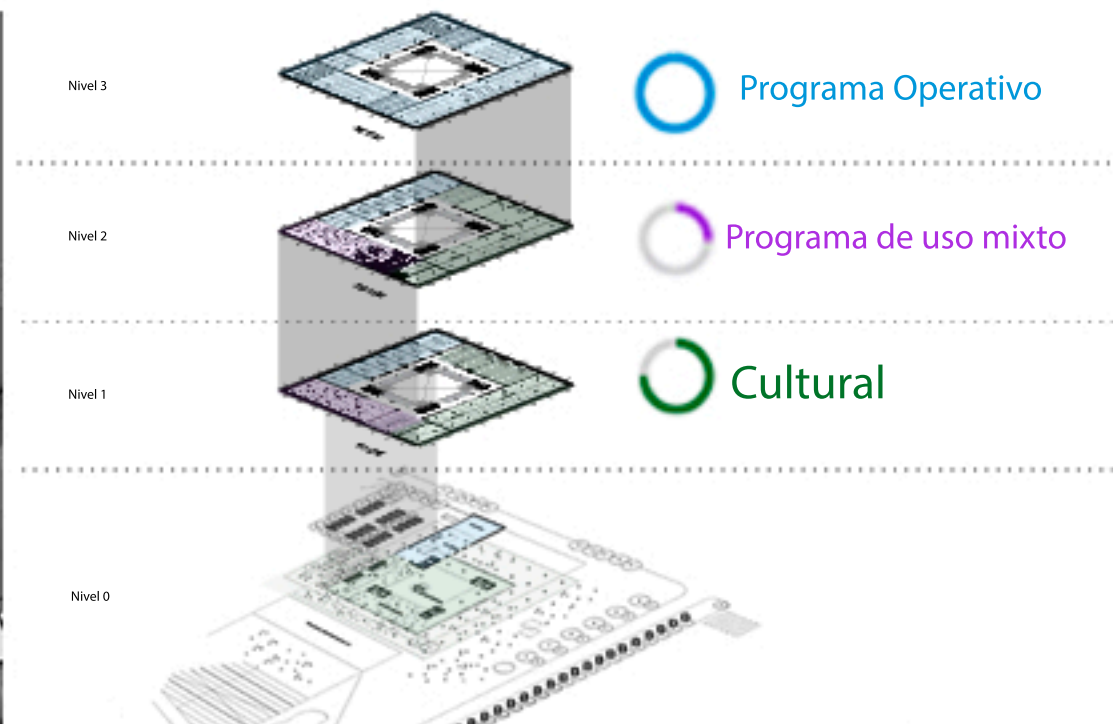 Nivel 3
Programa Operativo
Nivel 2
Programa de uso mixto
Nivel 1
Cultural
Nivel 0